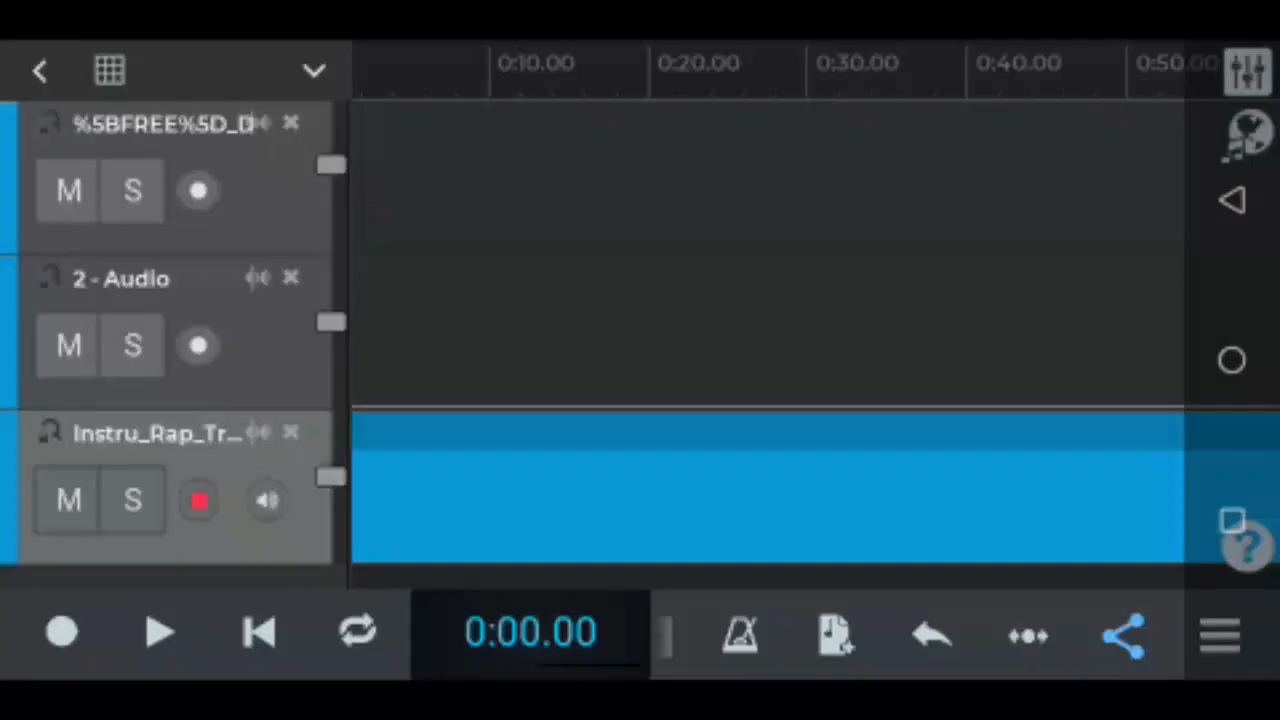 0:10.00 0:20.00 0:30.00 0:40.00 0:50.00
%5BFREE%5D_D
M S
2 - Audio
M S
Instru_Rap_Tr...
M S
?
0:00.00